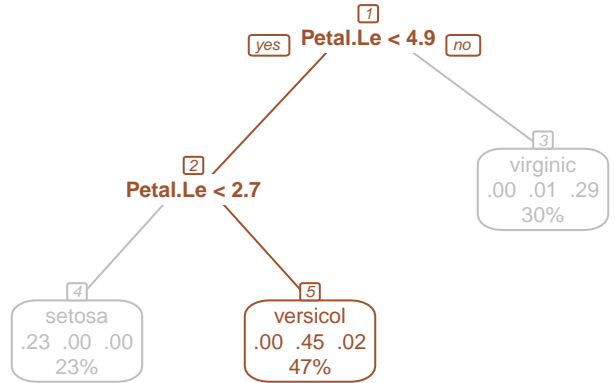 1
yes Petal.Le < 4.9 no
2
Petal.Le < 2.7
3
virginic
.00 .01 .29
30%
4
setosa
.23 .00 .00
23%
5
versicol
.00 .45 .02
47%